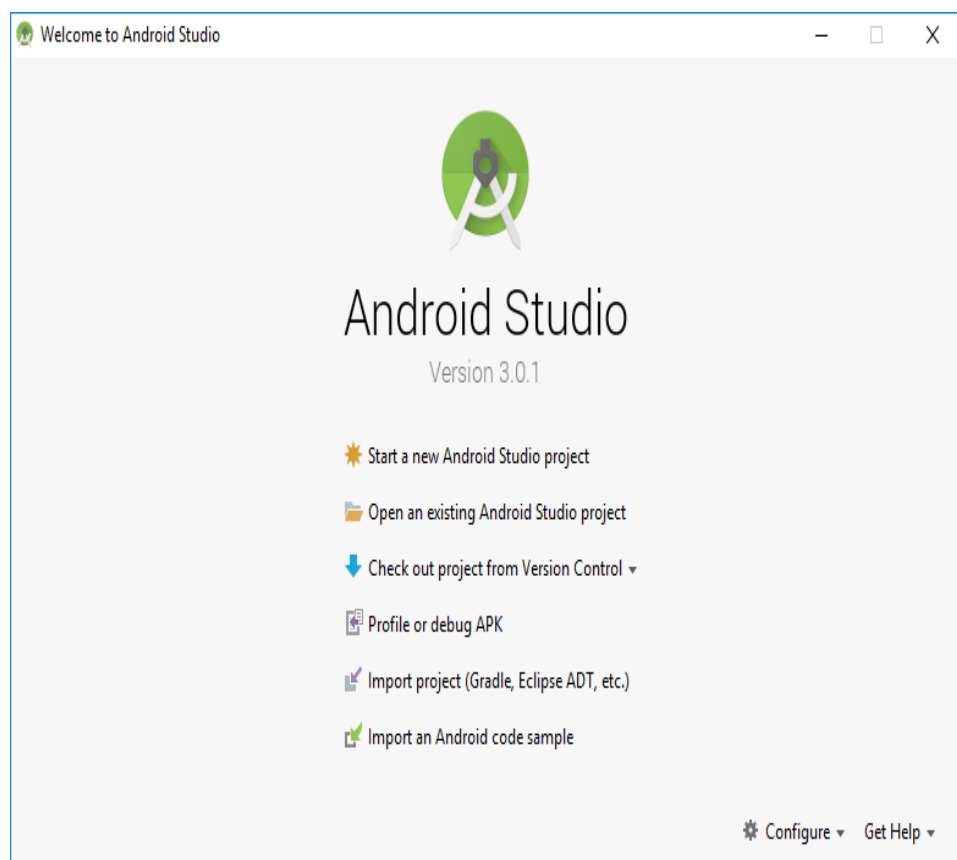 Welcome to Android Studio
Android Studio
Version 3.0.1
Start a new Android Studio project
Open an existing Android Studio project
Check out project from Version Control
Profile or debug APK
Import project (Gradle, Eclipse ADT, etc.)
Import an Android code sample
Configure Get Help